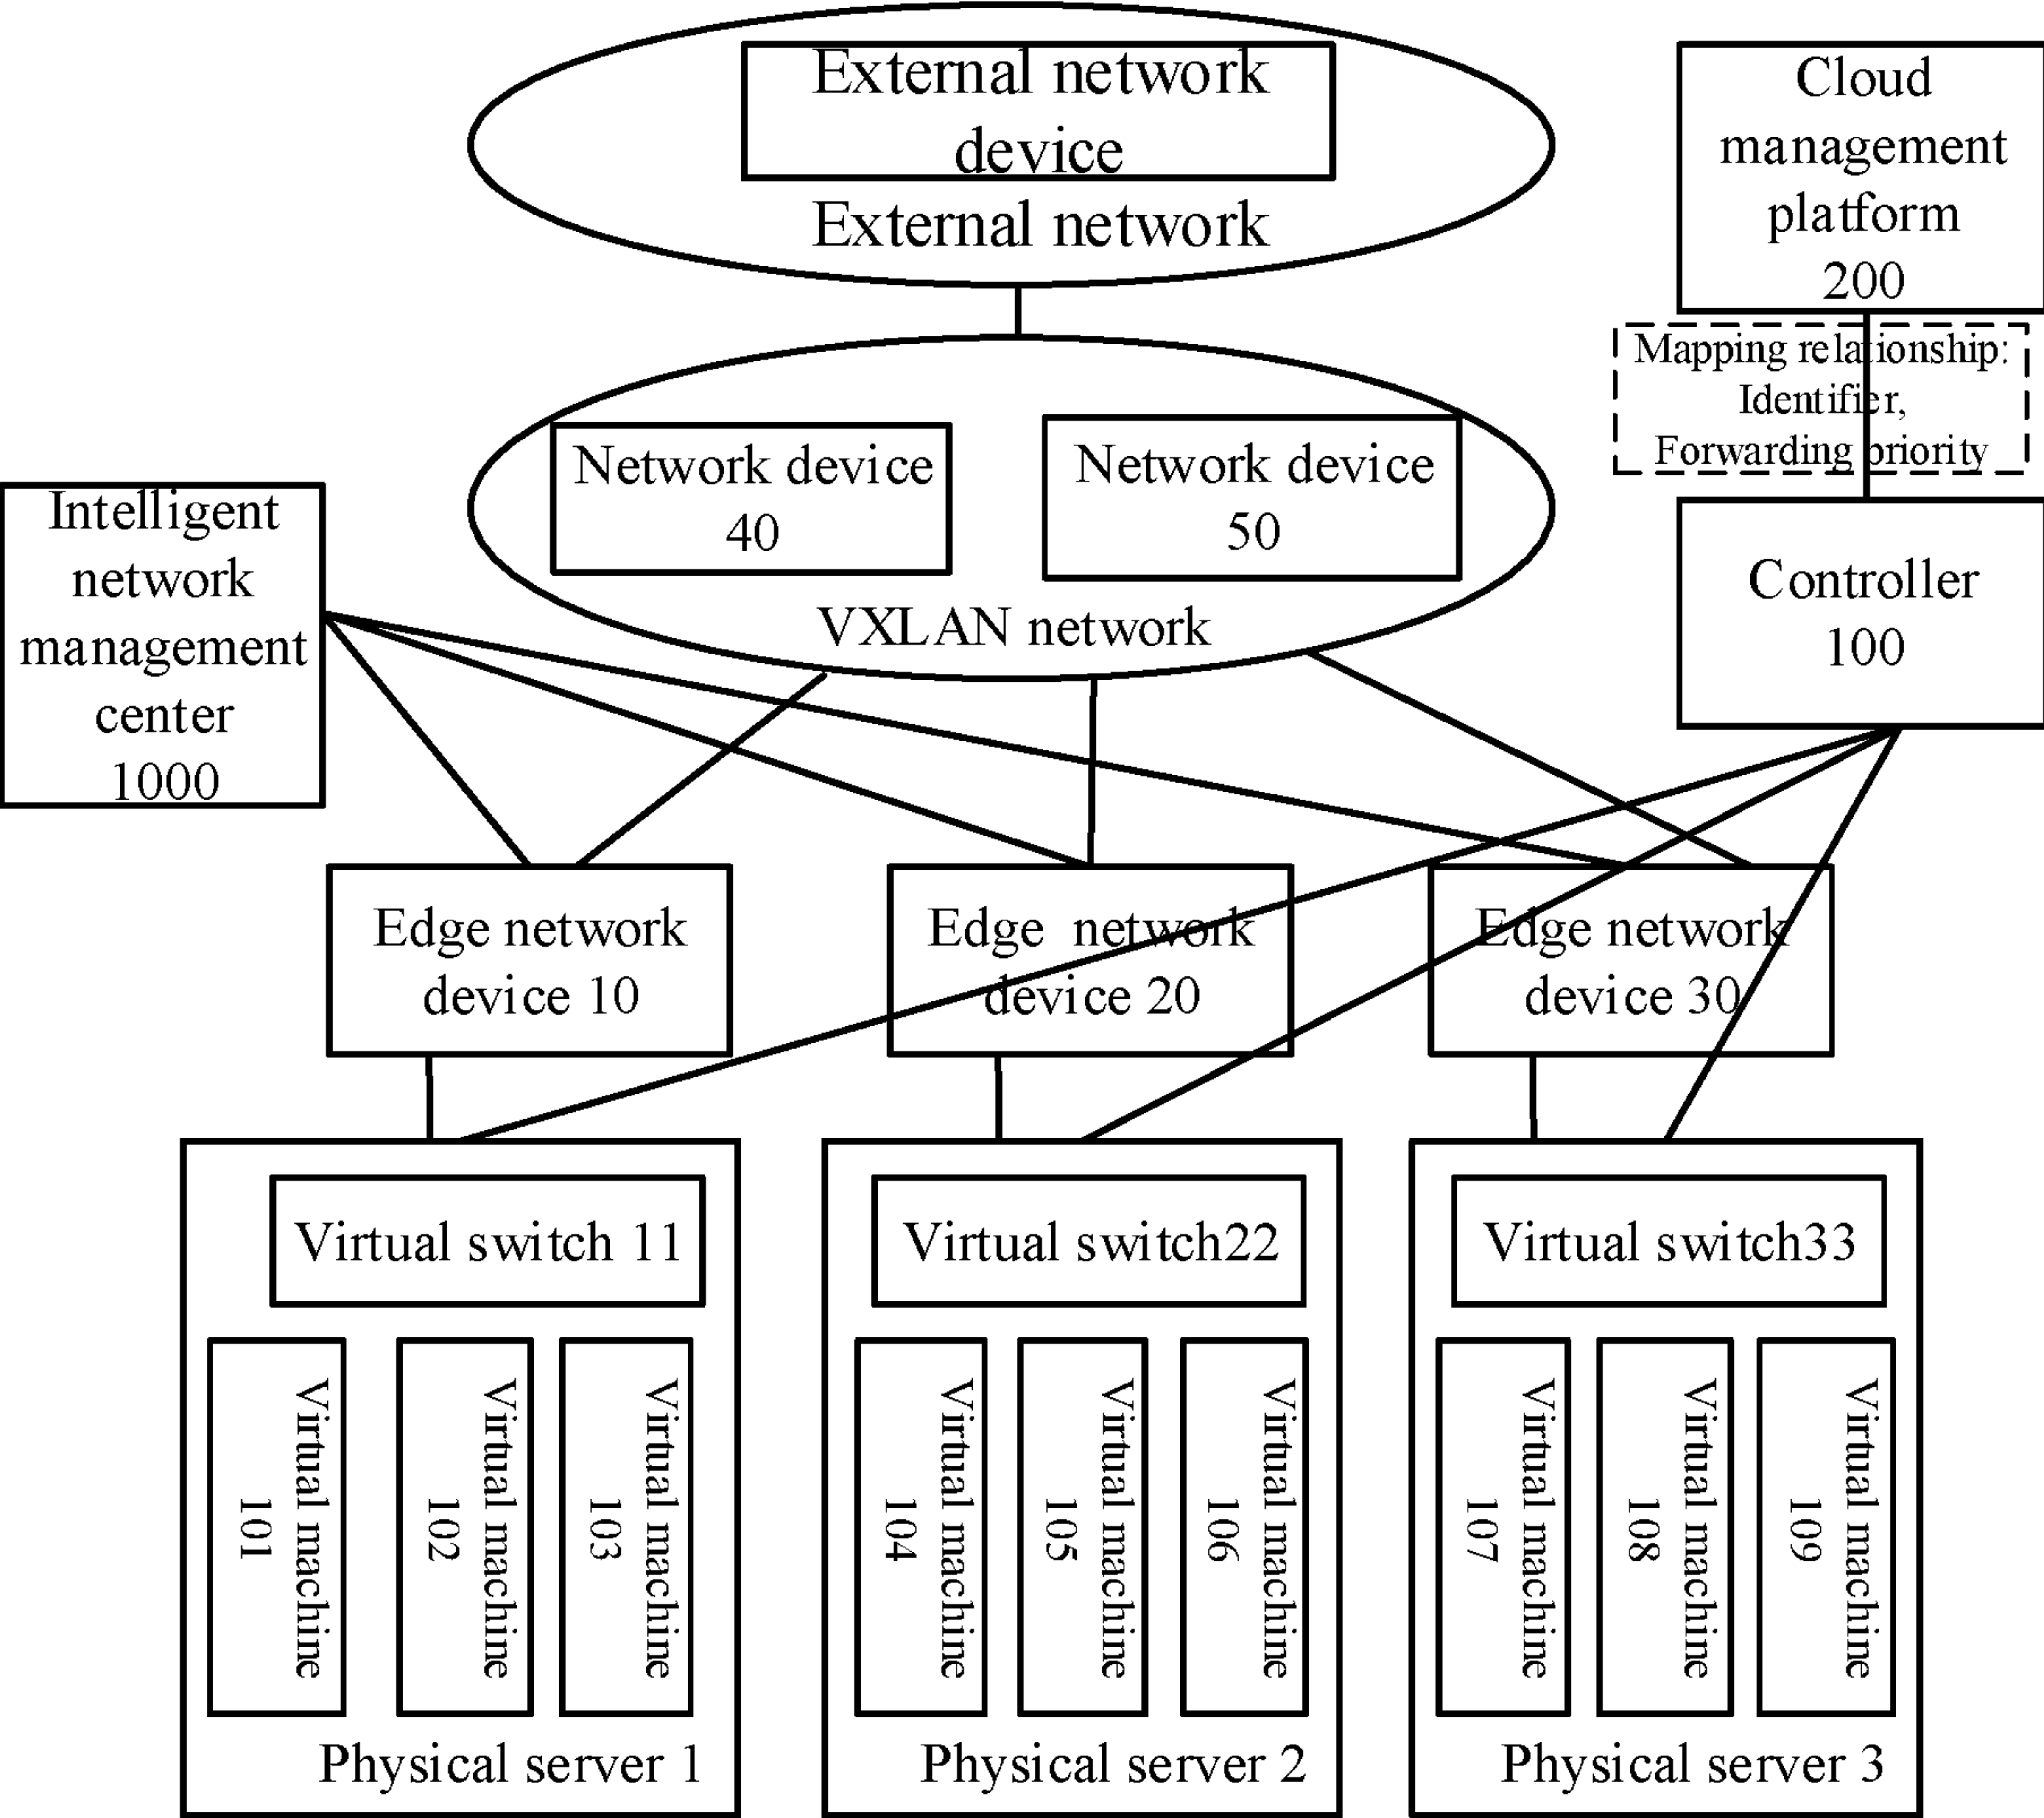 External network
device
External network
Cloud
management
platform
200
Mapping relationship:
Identifier,
Forwarding priority
Network device
40
Network device
50
VXLAN network
Intelligent
network
management
center
1000
Controller
100
Edge network
device 10
Edge network
device 20
Edge network
device 30
Virtual switch 11
Virtual machine
101
Virtual machine
102
Virtual machine
103
Physical server 1
Virtual switch22
Virtual machine
104
Virtual machine
105
Virtual machine
106
Physical server 2
Virtual switch33
Virtual machine
107
Virtual machine
108
Virtual machine
109
Physical server 3